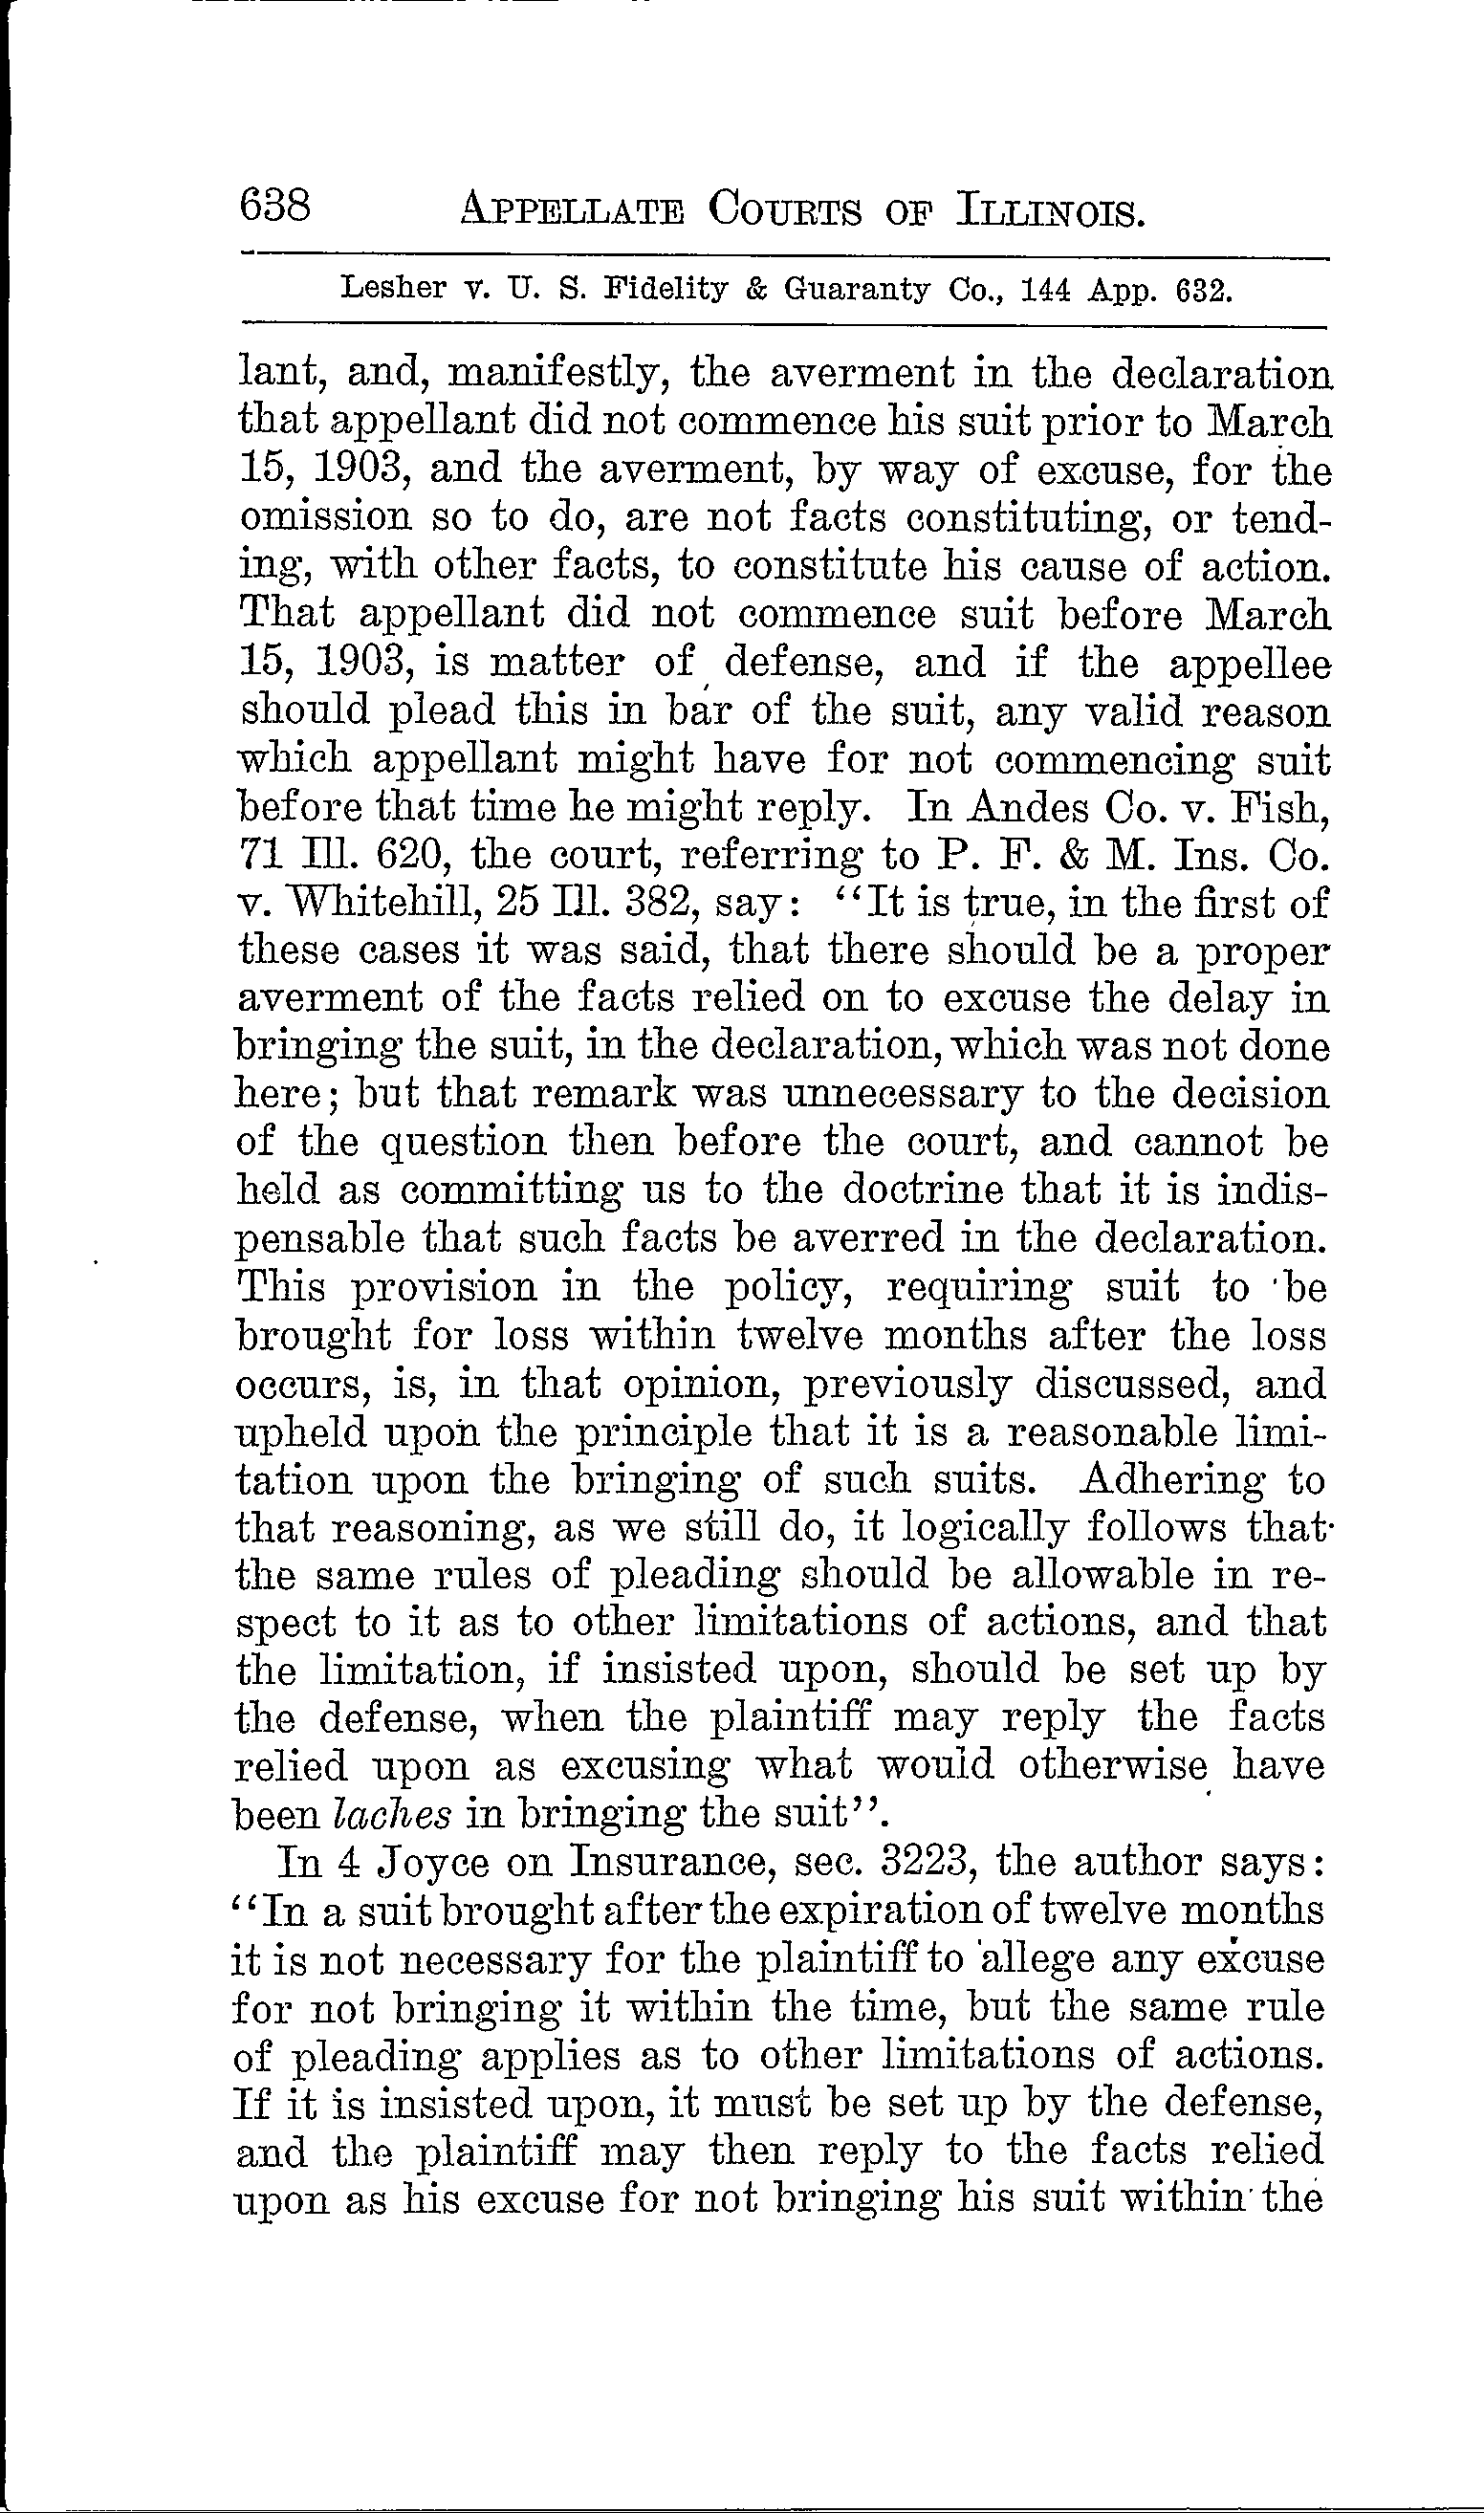 638 APPELLATE COURTS OF ILLINOIS.
Lesher v. U. S. Fidelity & Guaranty Co., 144 App. 632.
lant, and, manifestly, the averment in the declaration
that appellant did not commence his suit prior to March
15, 1903, and the averment, by way of excuse, for the
omission so to do, are not facts constituting, or tend-
ing, with other facts, to constitute his cause of action.
That appellant did not commence suit before March
15, 1903, is matter of defense, and if the appellee
should plead this in bar of the suit, any valid reason
which appellant might have for not commencing suit
before that time he might reply. In Andes Co. v. Fish,
71 Ill. 620, the court, referring to P. F. & M. Ins. Co.
v. Whitehill, 25 Ill. 382, say: "It is true, in the first of
these cases it was said, that there should be a proper
averment of the facts relied on to excuse the delay in
bringing the suit, in the declaration, which was not done
here; but that remark was unnecessary to the decision
of the question then before the court, and cannot be
held as committing us to the doctrine that it is indis-
pensable that such facts be averred in the declaration.
This provision in the policy, requiring suit to be
brought for loss within twelve months after the loss
occurs, is, in that opinion, previously discussed, and
upheld upon the principle that it is a reasonable limi-
tation upon the bringing of such suits. Adhering to
that reasoning, as we still do, it logically follows that
the same rules of pleading should be allowable in re-
spect to it as to other limitations of actions, and that
the limitation, if insisted upon, should be set up by
the defense, when the plaintiff may reply the facts
relied upon as excusing what would otherwise have
been laches in bringing the suit".
In 4 Joyce on Insurance, sec. 3223, the author says:
"In a suit brought after the expiration of twelve months
it is not necessary for the plaintiff to allege any excuse
for not bringing it within the time, but the same rule
of pleading applies as to other limitations of actions.
If it is insisted upon, it must be set up by the defense,
and the plaintiff may then reply to the facts relied
upon as his excuse for not bringing his suit within the